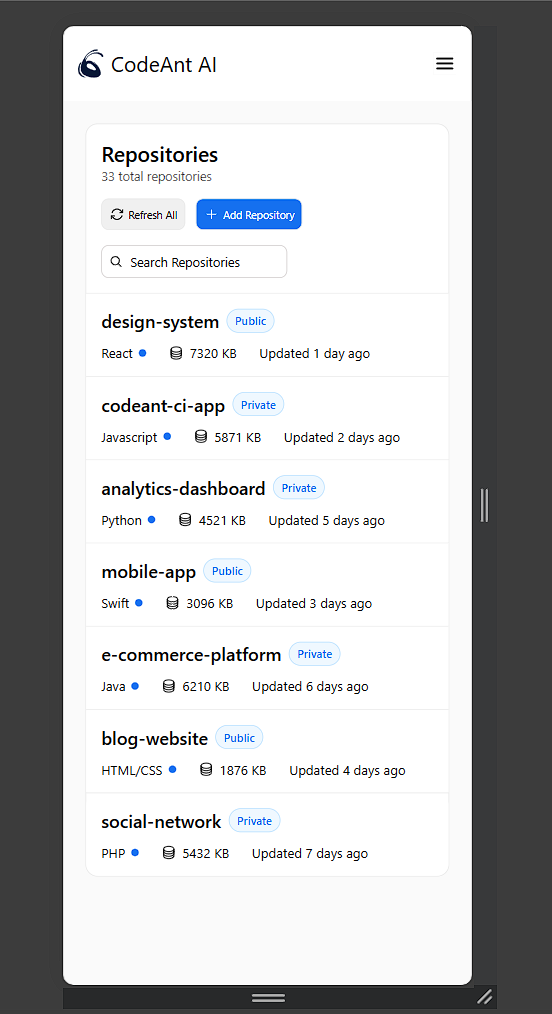 CodeAnt AI
Repositories
33 total repositories
Refresh All
Add Repository
Search Repositories
design-system Public
React 7320 KB Updated 1 day ago
codeant-ci-app Private
Javascript 5871 KB Updated 2 days ago
analytics-dashboard Private
Python 4521 KB Updated 5 days ago
mobile-app Public
Swift 3096 KB Updated 3 days ago
e-commerce-platform Private
Java 6210 KB Updated 6 days ago
blog-website Public
HTML/CSS 1876 KB Updated 4 days ago
social-network Private
PHP 5432 KB Updated 7 days ago